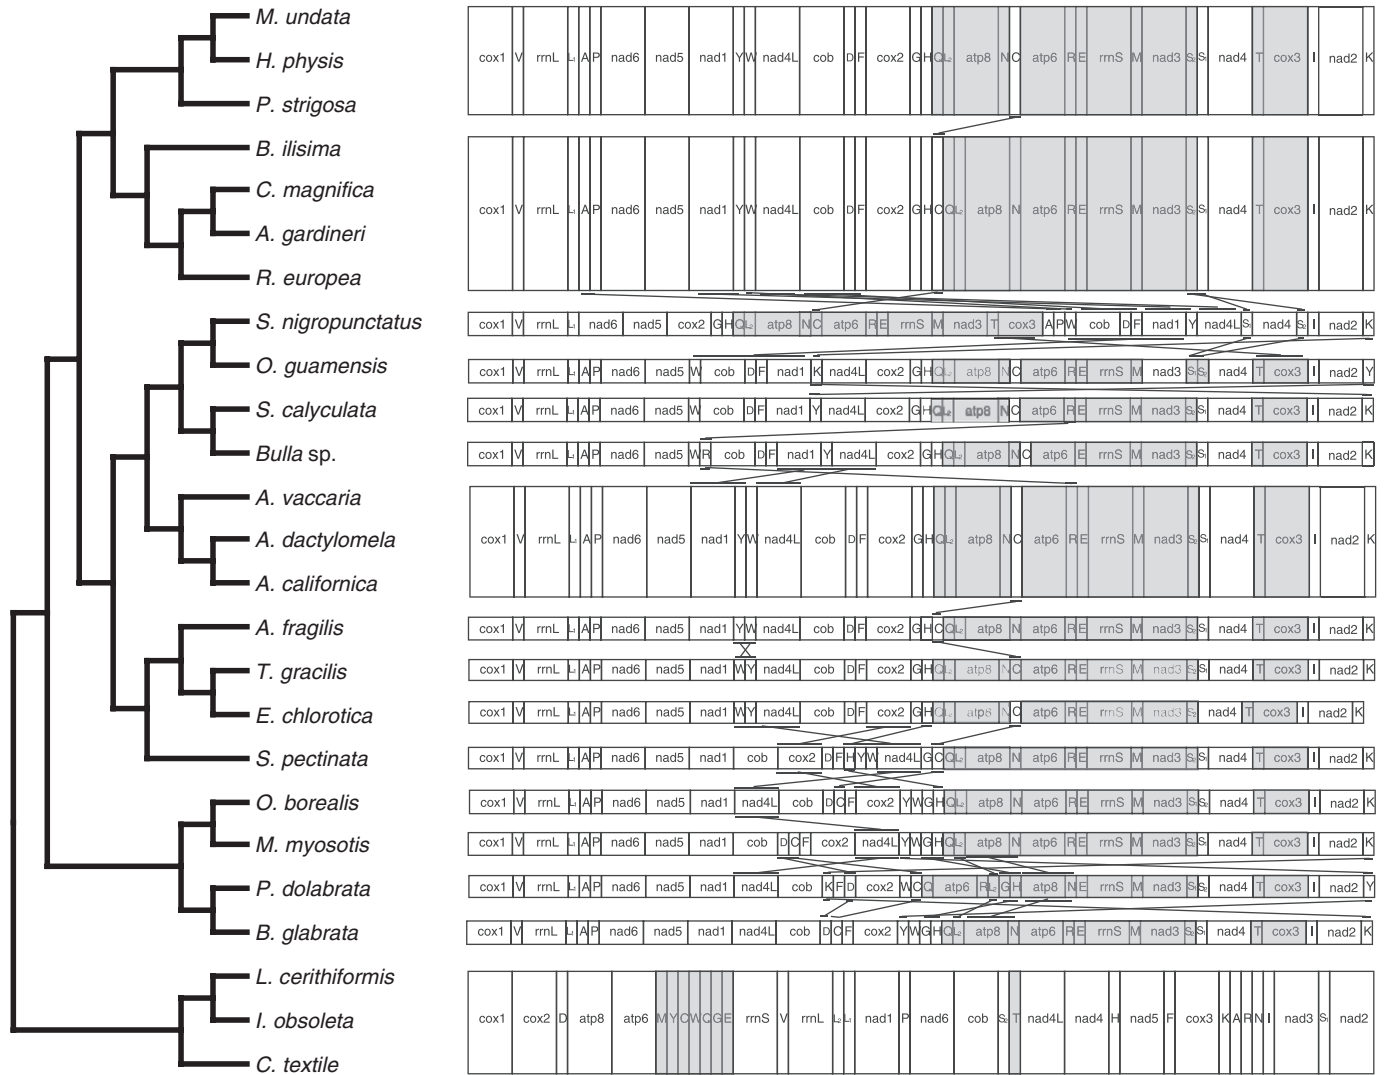 M. undata
H. physis
P. strigosa
cox1 V rrnL L1 A P nad6 nad5 nad1 Y W nad4L cob D F cox2 G H Q L2 atp8 N C atp6 R E rrnS M nad3 S2 S1 nad4 T cox3 I nad2 K
B. ilisima
C. magnifica
A. gardineri
R. europea
cox1 V rrnL L1 A P nad6 nad5 nad1 Y W nad4L cob D F cox2 G H C Q L2 atp8 N atp6 R E rrnS M nad3 S2 S1 nad4 T cox3 I nad2 K
S. nigropunctatus
cox1 V rrnL L1 nad6 nad5 cox2 G H Q L2 atp8 N C atp6 R E rrnS M nad3 T cox3 A P W cob D F nad1 Y nad4L S1 nad4 S2 I nad2 K
O. guamensis
cox1 V rrnL L1 A P nad6 nad5 W cob D F nad1 K nad4L cox2 G H Q L2 atp8 N C atp6 R E rrnS M nad3 S1 S2 nad4 T cox3 I nad2 Y
S. calyculata
cox1 V rrnL L1 A P nad6 nad5 W cob D F nad1 Y nad4L cox2 G H Q L2 atp8 N C atp6 R E rrnS M nad3 S2 S1 nad4 T cox3 I nad2 K
Bulla sp.
cox1 V rrnL L1 A P nad6 nad5 W R cob D F nad1 Y nad4L cox2 G H Q L2 atp8 N C atp6 E rrnS M nad3 S2 S1 nad4 T cox3 I nad2 K
A. vaccaria
A. dactylomela
A. californica
cox1 V rrnL L1 A P nad6 nad5 nad1 Y W nad4L cob D F cox2 G H Q L2 atp8 N C atp6 R E rrnS M nad3 S2 S1 nad4 T cox3 I nad2 K
A. fragilis
cox1 V rrnL L1 A P nad6 nad5 nad1 Y W nad4L cob D F cox2 G H C Q L2 atp8 N atp6 R E rrnS M nad3 S2 S1 nad4 T cox3 I nad2 K
T. gracilis
cox1 V rrnL L1 A P nad6 nad5 nad1 W Y nad4L cob D F cox2 G H Q L2 atp8 N C atp6 R E rrnS M nad3 S2 S1 nad4 T cox3 I nad2 K
E. chlorotica
cox1 V rrnL L1 A P nad6 nad5 nad1 W Y nad4L cob D F cox2 G H Q L2 atp8 N C atp6 R E rrnS M nad3 S2 nad4 T cox3 I nad2 K
S. pectinata
cox1 V rrnL L1 A P nad6 nad5 nad1 cob cox2 D F H Y W nad4L G C Q L2 atp8 N atp6 R E rrnS M nad3 S2 S1 nad4 T cox3 I nad2 K
O. borealis
cox1 V rrnL L1 A P nad6 nad5 nad1 nad4L cob D C F cox2 Y W G H Q L2 atp8 N atp6 R E rrnS M nad3 S1 S2 nad4 T cox3 I nad2 K
M. myosotis
cox1 V rrnL L1 A P nad6 nad5 nad1 cob D C F cox2 nad4L Y W G H Q L2 atp8 N atp6 R E rrnS M nad3 S1 S2 nad4 T cox3 I nad2 K
P. dolabrata
cox1 V rrnL L1 A P nad6 nad5 nad1 nad4L cob K F D cox2 W C Q atp6 R L2 G H atp8 N E rrnS M nad3 S1 S2 nad4 T cox3 I nad2 Y
B. glabrata
cox1 V rrnL L1 A P nad6 nad5 nad1 nad4L cob D C F cox2 Y W G H Q L2 atp8 N atp6 R E rrnS M nad3 S2 S1 nad4 T cox3 I nad2 K
L. cerithiformis
I. obsoleta
C. textile
cox1 cox2 D atp8 atp6 M Y C W Q G E rrnS V rrnL L2 L1 nad1 P nad6 cob S2 T nad4L nad4 H nad5 F cox3 K A R N I nad3 S1 nad2